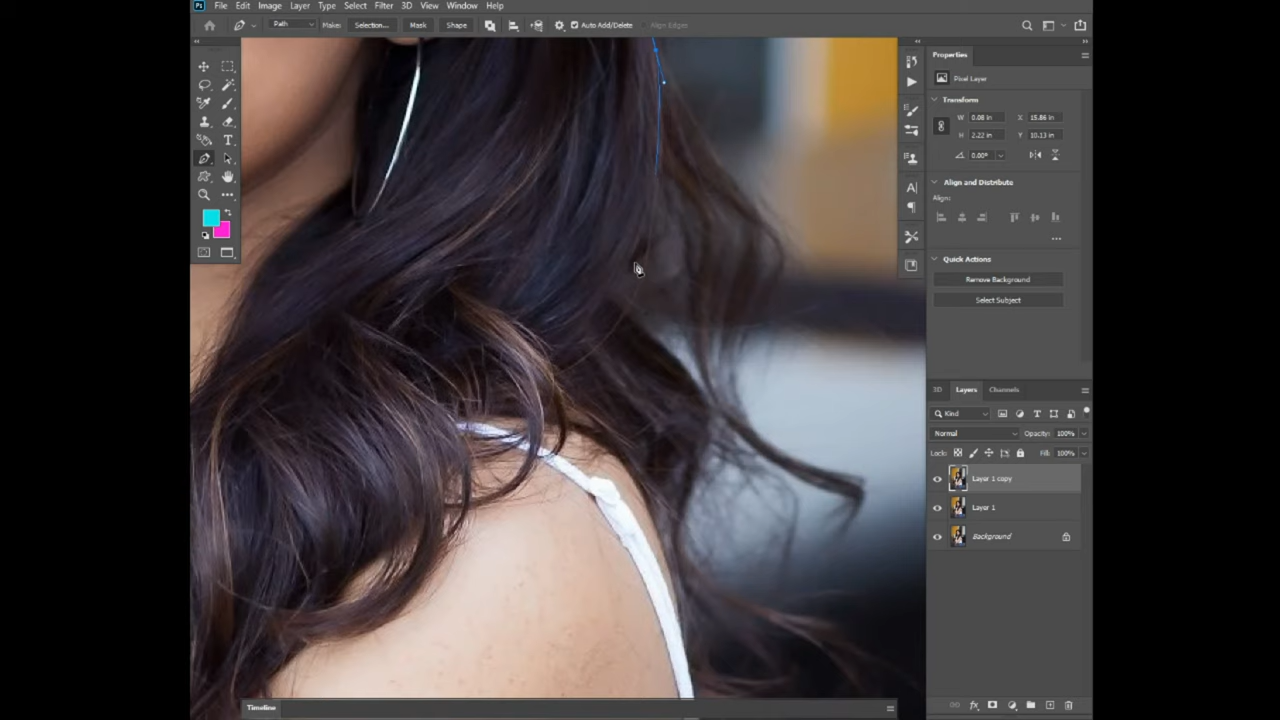 Ps File Edit Image Layer Type Select Filter 3D View Window Help
Path Make: Selection... Mask Shape Auto Add/Delete Align Edges
Properties
Pixel Layer
Transform
W 0.08 in X 15.86 in
H 2.22 in Y 10.13 in
0.00°
Align and Distribute
Align:
Quick Actions
Remove Background
Select Subject
3D Layers Channels
Kind
Normal Opacity: 100%
Lock: Fill: 100%
Layer 1 copy
Layer 1
Background
Timeline